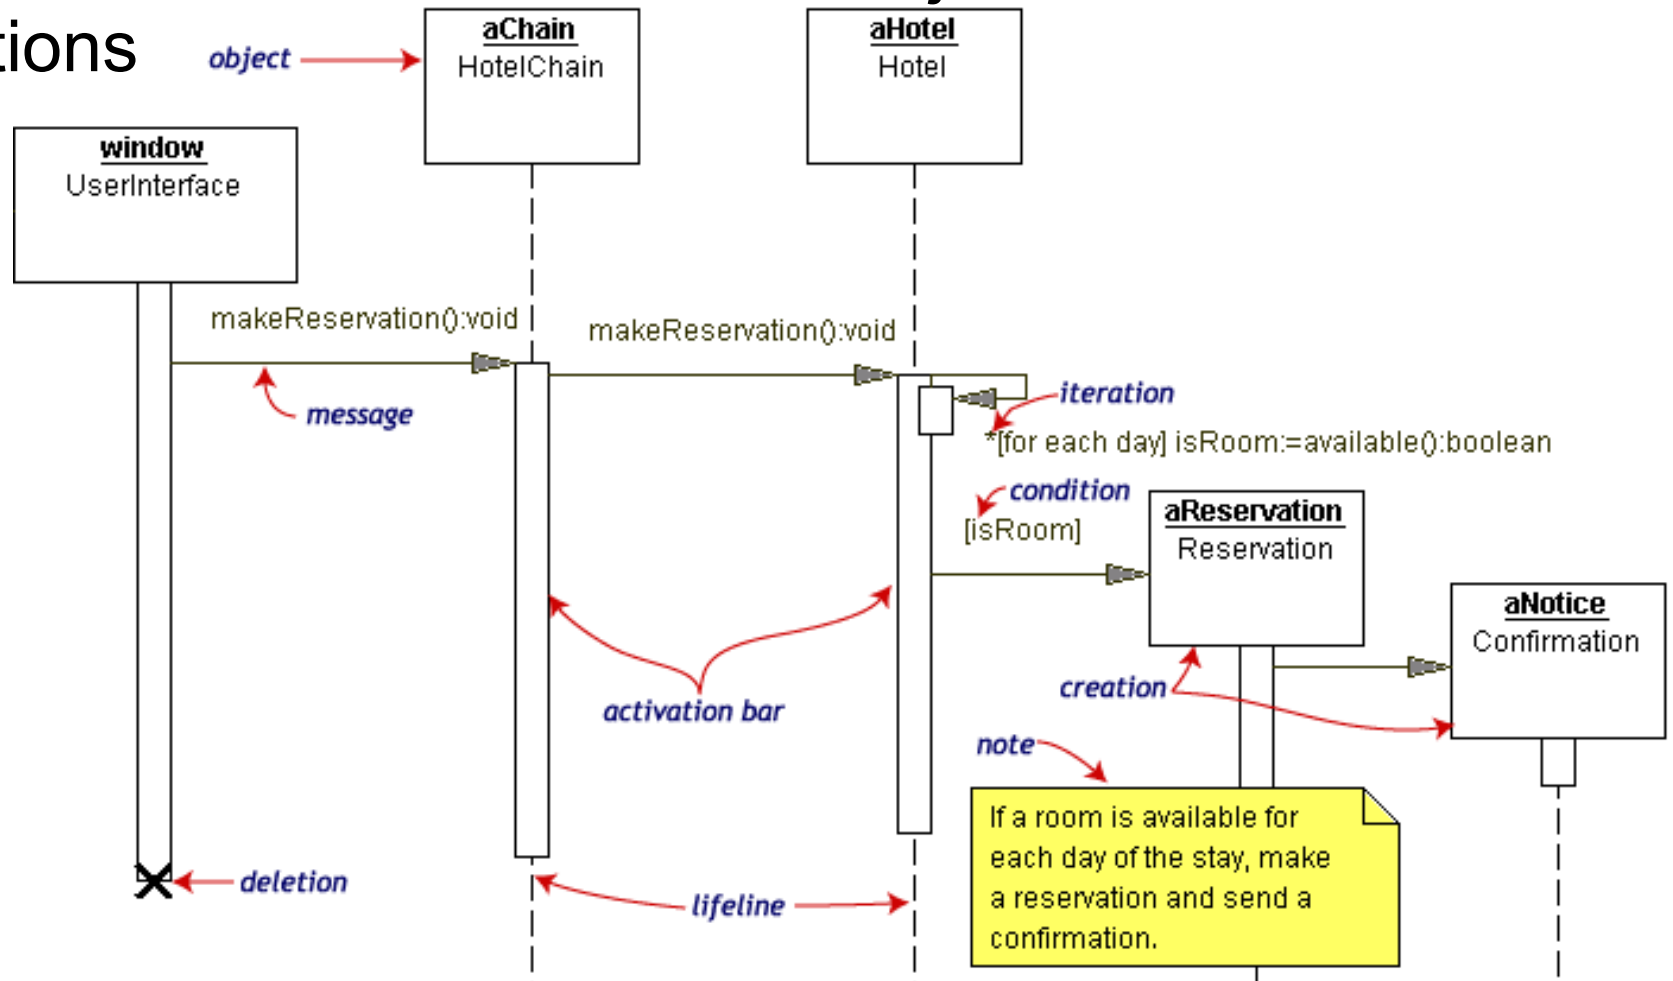 tions
object
aChain
HotelChain
aHotel
Hotel
window
UserInterface
makeReservation():void
makeReservation():void
message
iteration
*[for each day] isRoom:=available():boolean
condition
[isRoom]
aReservation
Reservation
aNotice
Confirmation
activation bar
creation
note
If a room is available for
each day of the stay, make
a reservation and send a
confirmation.
deletion
lifeline